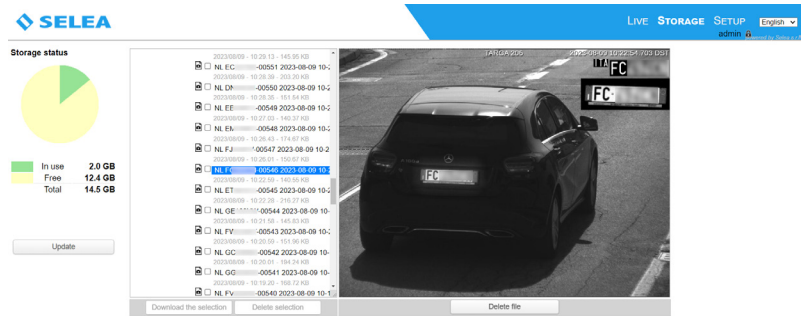 SELEA
LIVE STORAGE SETUP English
admin
powered by Selea s.r.l
Storage status
In use 2.0 GB
Free 12.4 GB
Total 14.5 GB
Update
2023/08/09 - 10:29:13 - 145.95 KB
NL EC -00551 2023-08-09 10-2
2023/08/09 - 10:28:39 - 203.20 KB
NL DN -00550 2023-08-09 10-2
2023/08/09 - 10:28:35 - 151.54 KB
NL EE -00549 2023-08-09 10-2
2023/08/09 - 10:27:03 - 140.37 KB
NL EM -00548 2023-08-09 10-2
2023/08/09 - 10:26:43 - 174.67 KB
NL FJ -00547 2023-08-09 10-2
2023/08/09 - 10:26:01 - 150.67 KB
NL FC -00546 2023-08-09 10-2
2023/08/09 - 10:22:59 - 140.55 KB
NL ET -00545 2023-08-09 10-2
2023/08/09 - 10:22:28 - 216.27 KB
NL GE -00544 2023-08-09 10-
2023/08/09 - 10:21:58 - 145.83 KB
NL FV -00543 2023-08-09 10-2
2023/08/09 - 10:20:59 - 151.96 KB
NL GC -00542 2023-08-09 10-
2023/08/09 - 10:20:01 - 194.24 KB
NL GG -00541 2023-08-09 10-
2023/08/09 - 10:19:20 - 168.72 KB
NL FV -00540 2023-08-09 10-1
Download the selection Delete selection
TARGA 206 2023-08-09 10:22:54.703 DST
ITA FC
FC
FC
Delete file